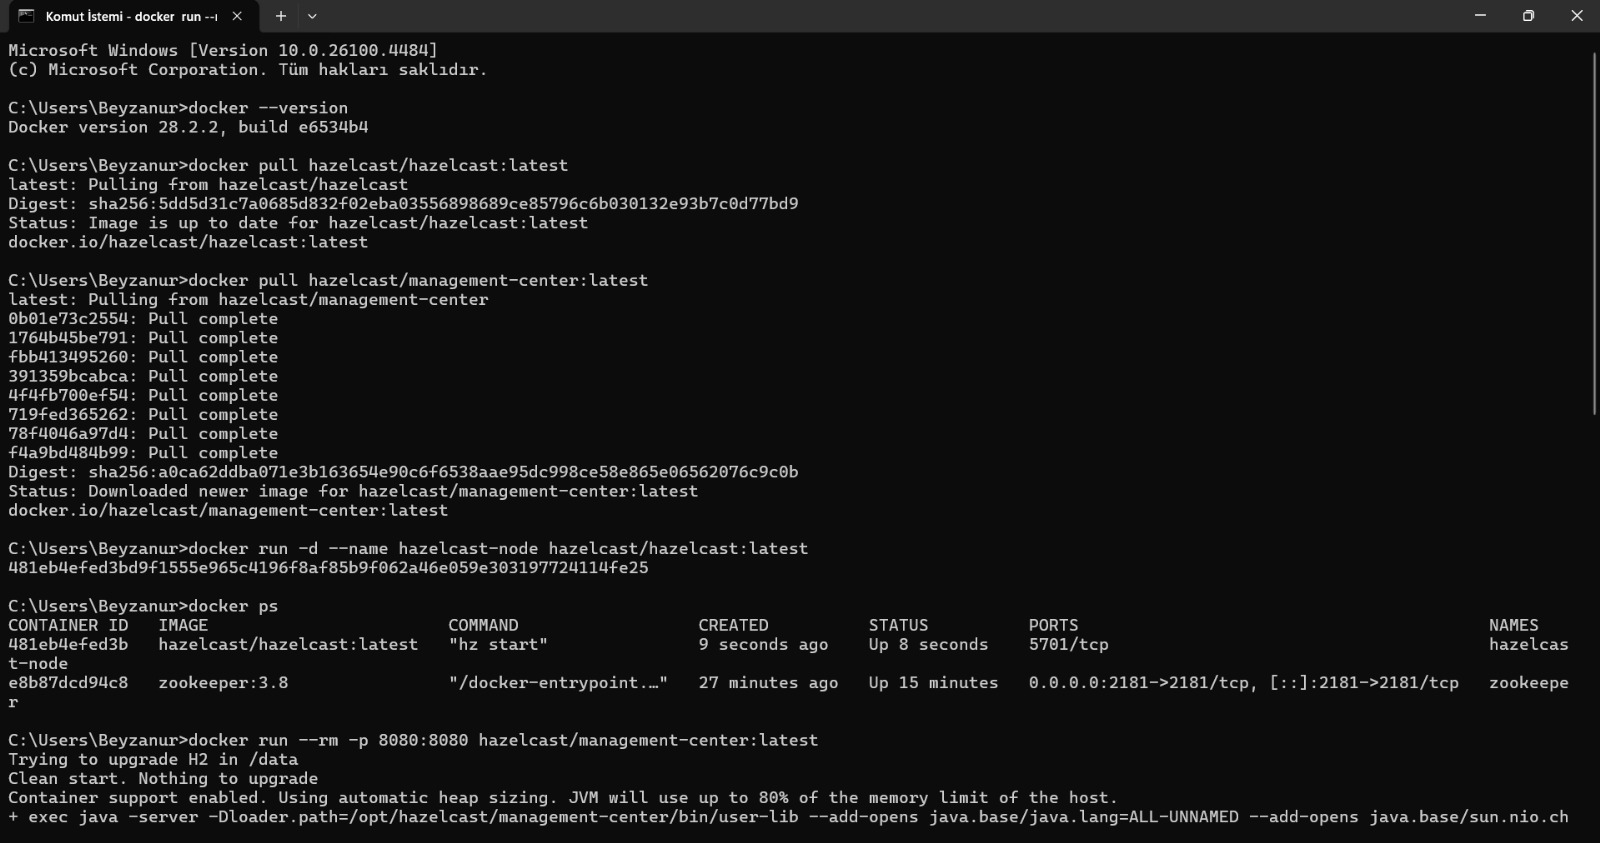 Komut İstemi - docker run --r
Microsoft Windows [Version 10.0.26100.4484]
(c) Microsoft Corporation. Tüm hakları saklıdır.
C:\Users\Beyzanur>docker --version
Docker version 28.2.2, build e6534b4
C:\Users\Beyzanur>docker pull hazelcast/hazelcast:latest
latest: Pulling from hazelcast/hazelcast
Digest: sha256:5dd5d31c7a0685d832f02eba03556898689ce85796c6b030132e93b7c0d77bd9
Status: Image is up to date for hazelcast/hazelcast:latest
docker.io/hazelcast/hazelcast:latest
C:\Users\Beyzanur>docker pull hazelcast/management-center:latest
latest: Pulling from hazelcast/management-center
0b01e73c2554: Pull complete
1764b45be791: Pull complete
fbb413495260: Pull complete
391359bcabca: Pull complete
4f4fb700ef54: Pull complete
719fed365262: Pull complete
78f4046a97d4: Pull complete
f4a9bd484b99: Pull complete
Digest: sha256:a0ca62ddba071e3b163654e90c6f6538aae95dc998ce58e865e06562076c9c0b
Status: Downloaded newer image for hazelcast/management-center:latest
docker.io/hazelcast/management-center:latest
C:\Users\Beyzanur>docker run -d --name hazelcast-node hazelcast/hazelcast:latest
481eb4efed3bd9f1555e965c4196f8af85b9f062a46e059e303197724114fe25
C:\Users\Beyzanur>docker ps
CONTAINER ID   IMAGE                        COMMAND                  CREATED          STATUS          PORTS                                         NAMES
481eb4efed3b   hazelcast/hazelcast:latest   "hz start"               9 seconds ago    Up 8 seconds    5701/tcp                                      hazelcas
t-node
e8b87dcd94c8   zookeeper:3.8                "/docker-entrypoint.…"   27 minutes ago   Up 15 minutes   0.0.0.0:2181->2181/tcp, [::]:2181->2181/tcp   zookeepe
r
C:\Users\Beyzanur>docker run --rm -p 8080:8080 hazelcast/management-center:latest
Trying to upgrade H2 in /data
Clean start. Nothing to upgrade
Container support enabled. Using automatic heap sizing. JVM will use up to 80% of the memory limit of the host.
+ exec java -server -Dloader.path=/opt/hazelcast/management-center/bin/user-lib --add-opens java.base/java.lang=ALL-UNNAMED --add-opens java.base/sun.nio.ch